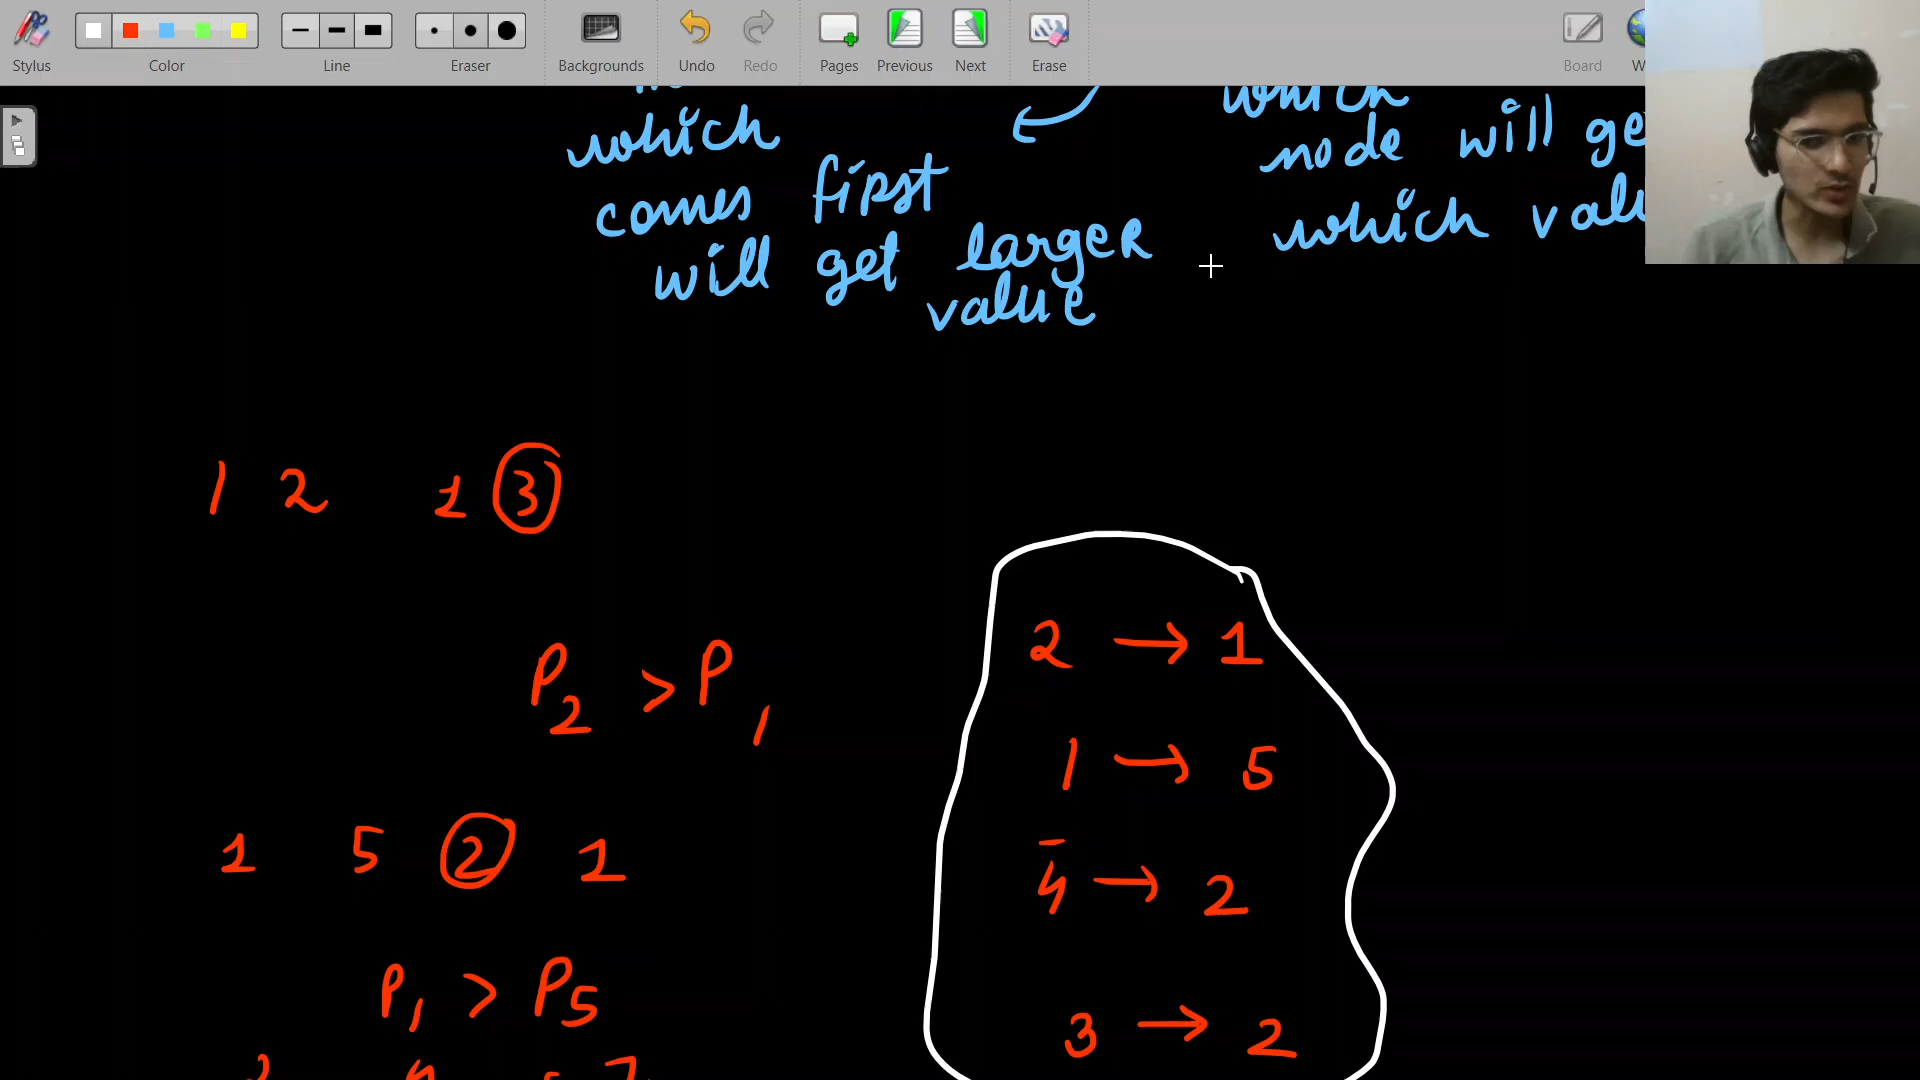 Stylus
Color
Line
Eraser
Backgrounds
Undo
Redo
Pages
Previous
Next
Erase
Board
which
comes first
will get larger
value
which
node will ge
which valu
1 2 1 3
P2 > P1
1 5 2 1
P1 > P5
2 → 1
1 → 5
4 → 2
3 → 2